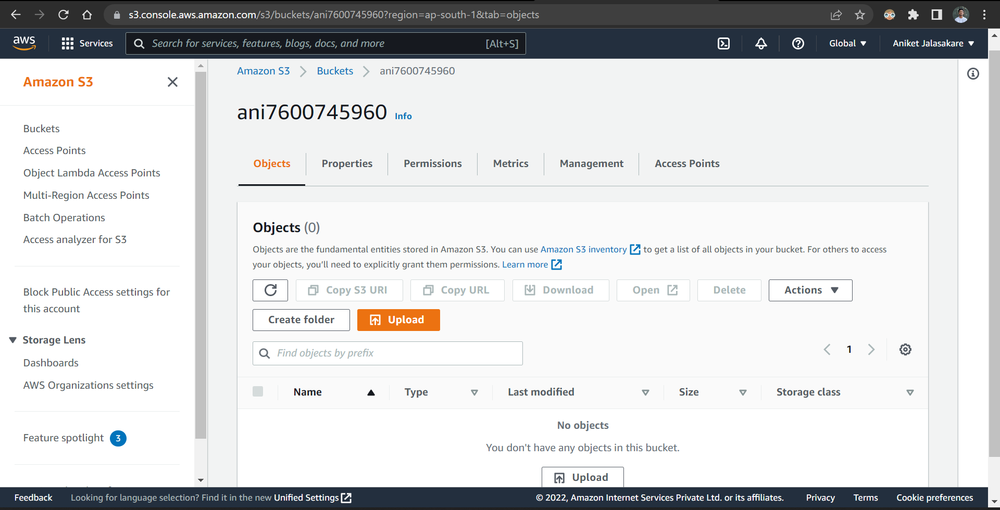 s3.console.aws.amazon.com/s3/buckets/ani7600745960?region=ap-south-1&tab=objects
aws Services Search for services, features, blogs, docs, and more [Alt+S] Global Aniket Jalasakare
Amazon S3
Buckets
Access Points
Object Lambda Access Points
Multi-Region Access Points
Batch Operations
Access analyzer for S3
Block Public Access settings for
this account
Storage Lens
Dashboards
AWS Organizations settings
Feature spotlight 3
Amazon S3 Buckets ani7600745960
ani7600745960 Info
Objects Properties Permissions Metrics Management Access Points
Objects (0)
Objects are the fundamental entities stored in Amazon S3. You can use Amazon S3 inventory to get a list of all objects in your bucket. For others to access
your objects, you'll need to explicitly grant them permissions. Learn more
Copy S3 URI Copy URL Download Open Delete Actions
Create folder Upload
Find objects by prefix 1
Name Type Last modified Size Storage class
No objects
You don't have any objects in this bucket.
Upload
Feedback Looking for language selection? Find it in the new Unified Settings © 2022, Amazon Internet Services Private Ltd. or its affiliates. Privacy Terms Cookie preferences